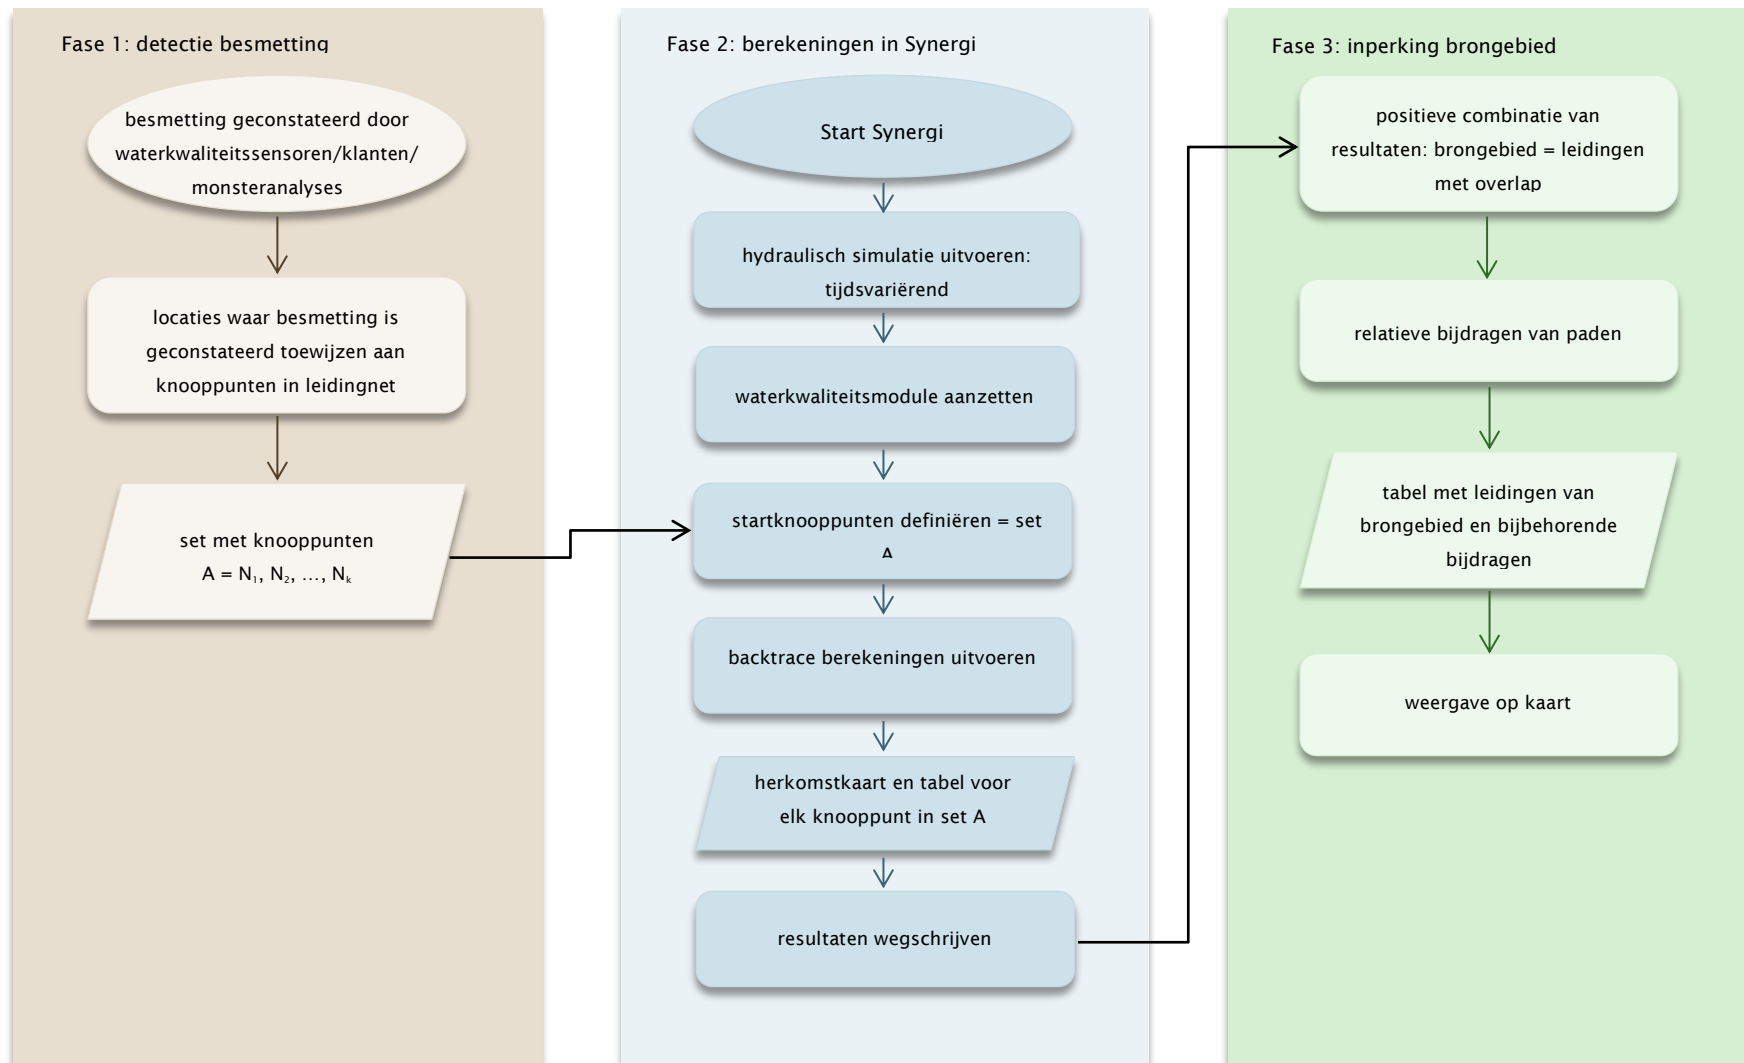 Fase 1: detectie besmetting
besmetting geconstateerd door
waterkwaliteitssensoren/klanten/
monsteranalyses
locaties waar besmetting is
geconstateerd toewijzen aan
knooppunten in leidingnet
set met knooppunten
A = N₁, N₂, ..., Nₖ
Fase 2: berekeningen in Synergi
Start Synergi
hydraulisch simulatie uitvoeren:
tijdsvariërend
waterkwaliteitsmodule aanzetten
startknooppunten definiëren = set
A
backtrace berekeningen uitvoeren
herkomstkaart en tabel voor
elk knooppunt in set A
resultaten wegschrijven
Fase 3: inperking brongebied
positieve combinatie van
resultaten: brongebied = leidingen
met overlap
relatieve bijdragen van paden
tabel met leidingen van
brongebied en bijbehorende
bijdragen
weergave op kaart